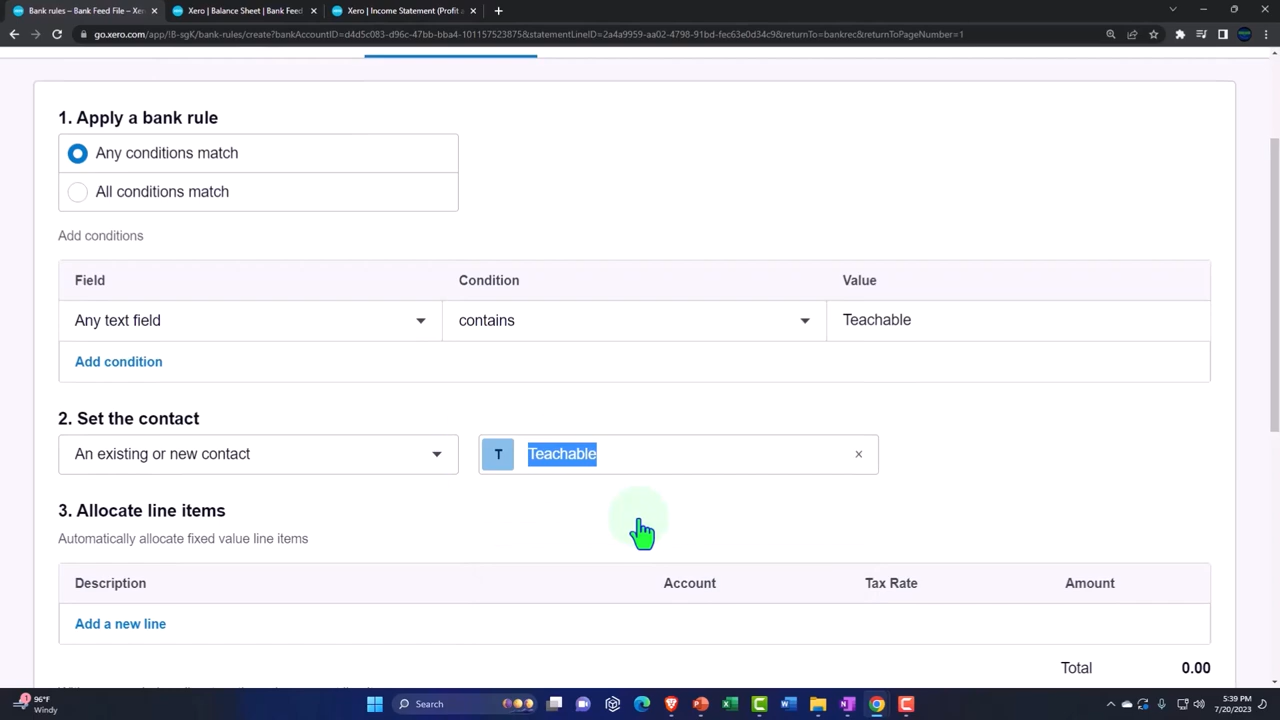 Bank rules – Bank Feed File – Xe
Xero | Balance Sheet | Bank Feed
Xero | Income Statement (Profit a
go.xero.com/app/!B-sgK/bank-rules/create?bankAccountID=d4d5c083-d96c-47bb-bba4-101157523875&statementLineID=2a4a9959-aa02-4798-91bd-fec63e0d34c9&returnTo=bankrec&returnToPageNumber=1
1. Apply a bank rule
Any conditions match
All conditions match
Add conditions
Field Condition Value
Any text field contains Teachable
Add condition
2. Set the contact
An existing or new contact T Teachable
3. Allocate line items
Automatically allocate fixed value line items
Description Account Tax Rate Amount
Add a new line
Total 0.00
1
96°F
Windy
Search
5:39 PM
7/20/2023